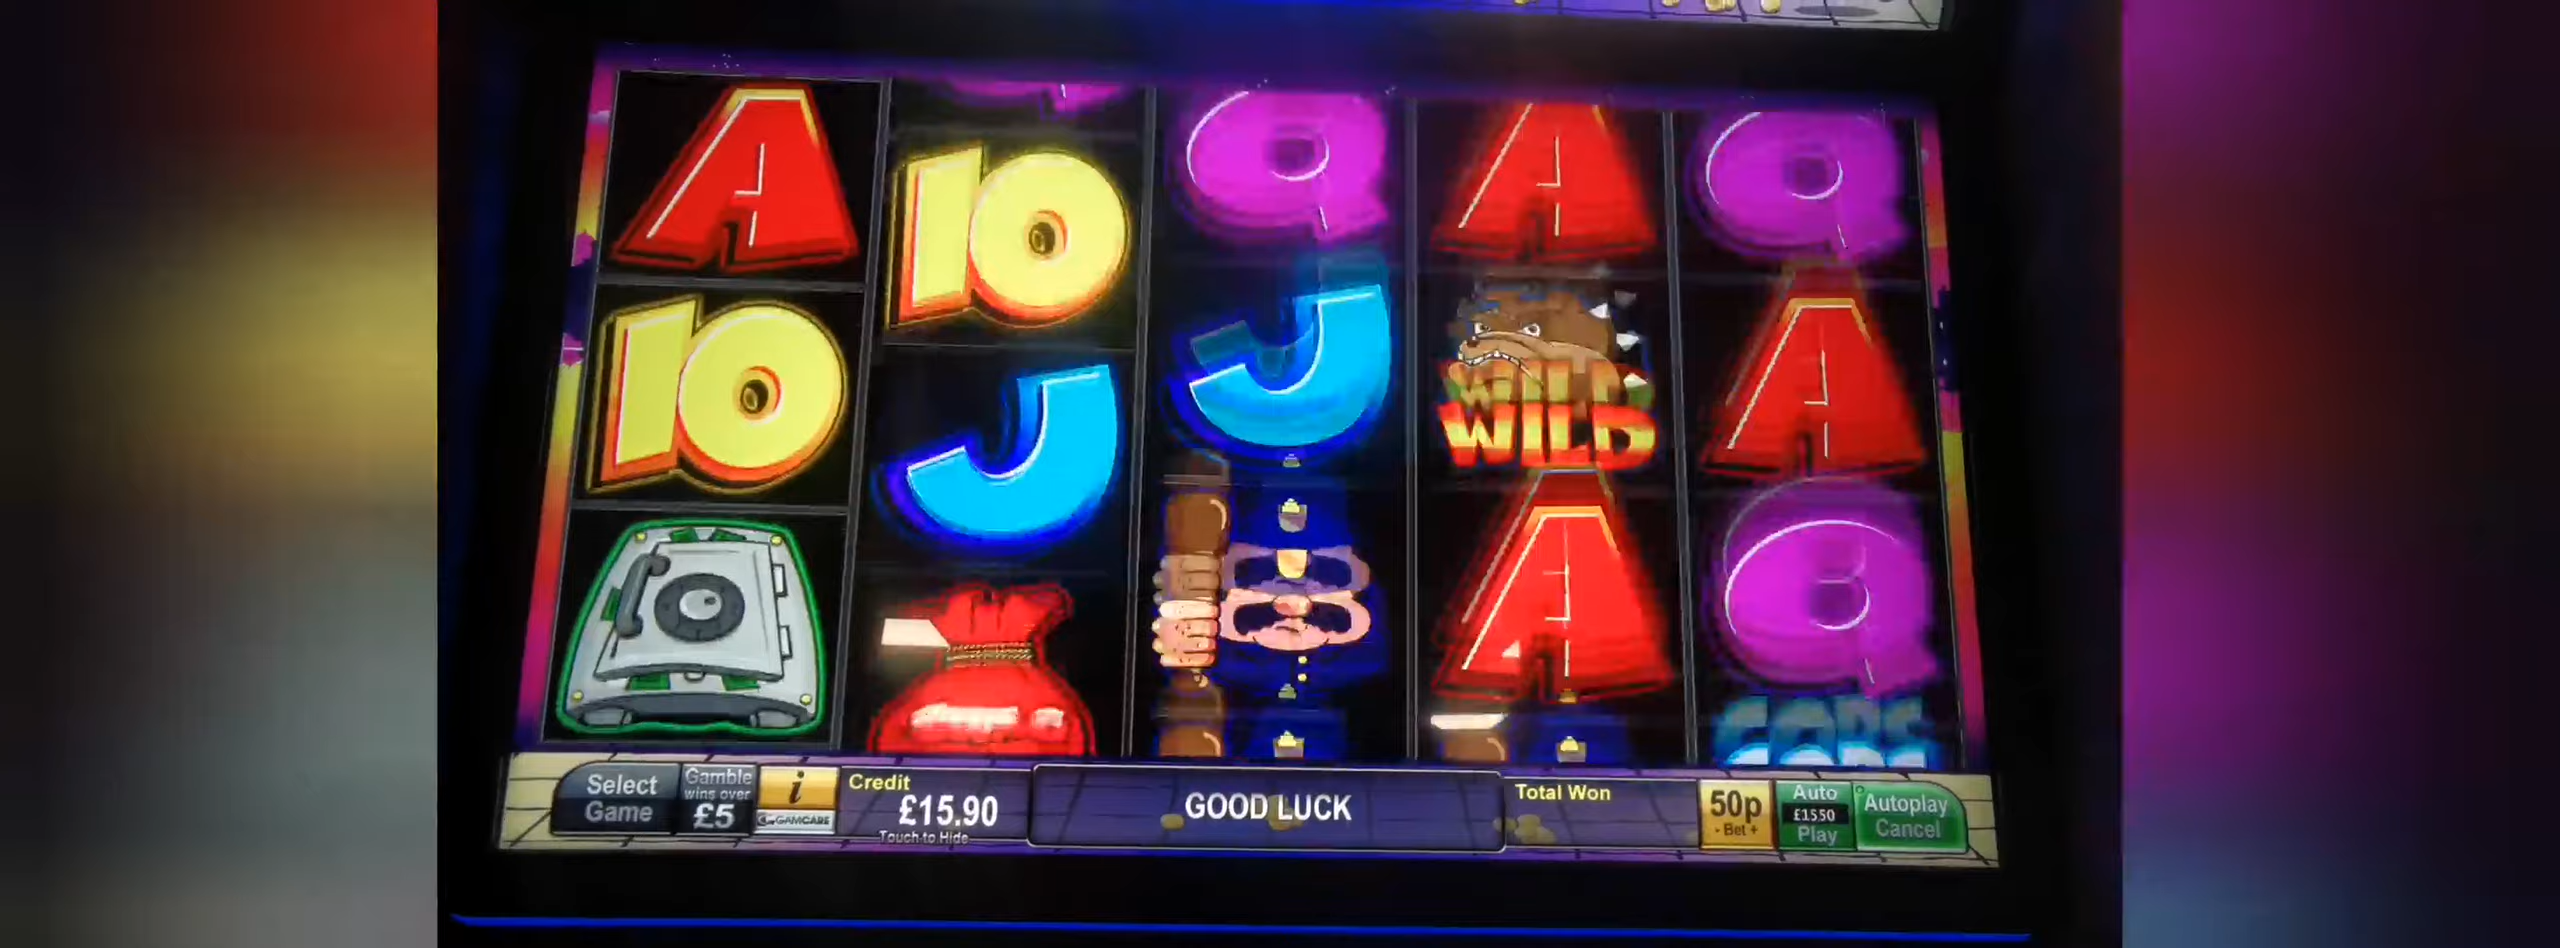 A
10
Q
A
Q
10
J
J
WILD
A
A
Q
COPS
Select
Game
Gamble
wins over
£5
i
GAMCARE
Credit
£15.90
Touch to Hide
GOOD LUCK
Total Won
50p
- Bet +
Auto
£1550
Play
Autoplay
Cancel